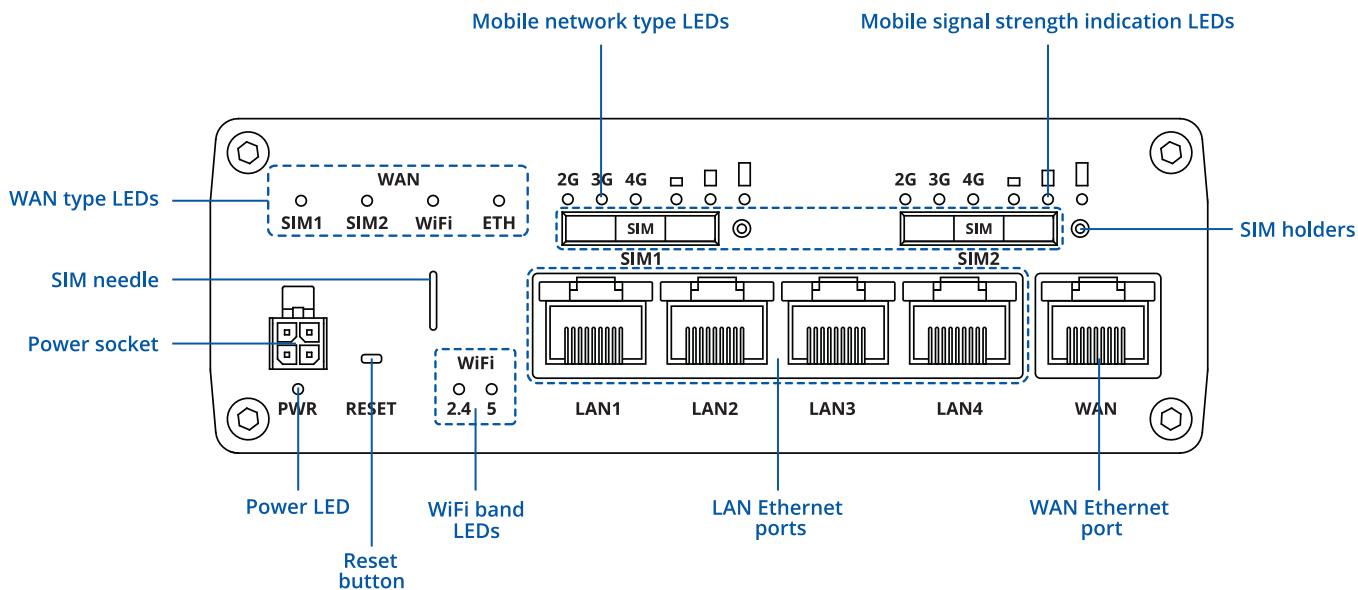 Mobile network type LEDs
Mobile signal strength indication LEDs
WAN type LEDs
WAN
SIM1 SIM2 WiFi ETH
2G 3G 4G
2G 3G 4G
SIM
SIM
SIM holders
SIM1
SIM2
SIM needle
Power socket
WiFi
2.4 5
PWR
RESET
LAN1
LAN2
LAN3
LAN4
WAN
Power LED
WiFi band
LEDs
LAN Ethernet
ports
WAN Ethernet
port
Reset
button